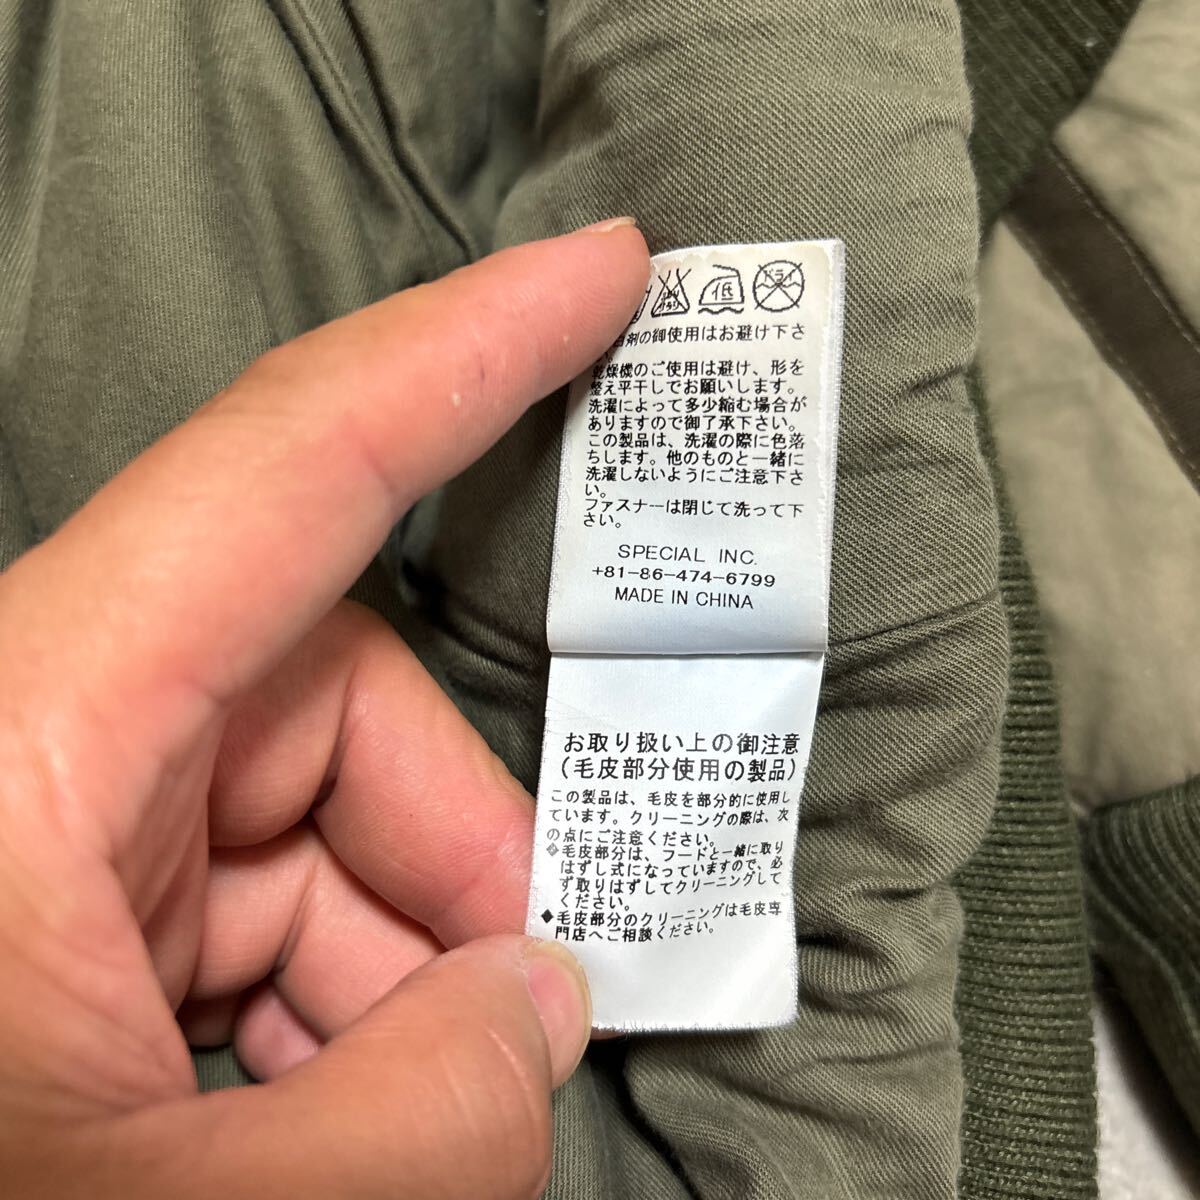 低 ドライ
白剤の御使用はお避け下さ
い。
乾燥機のご使用は避け、形を
整え平干しでお願いします。
洗濯によって多少縮む場合が
ありますので御了承下さい。
この製品は、洗濯の際に色落
ちします。他のものと一緒に
洗濯しないようにご注意下さ
い。
ファスナーは閉じて洗って下
さい。
SPECIAL INC.
+81-86-474-6799
MADE IN CHINA
お取り扱い上の御注意
(毛皮部分使用の製品)
この製品は、毛皮を部分的に使用し
ています。クリーニングの際は、次
の点にご注意ください。
◆毛皮部分は、フードと一緒に取り
はずし式になっていますので、必
ず取りはずしてクリーニングして
ください。
◆毛皮部分のクリーニングは毛皮専
門店へご相談ください。